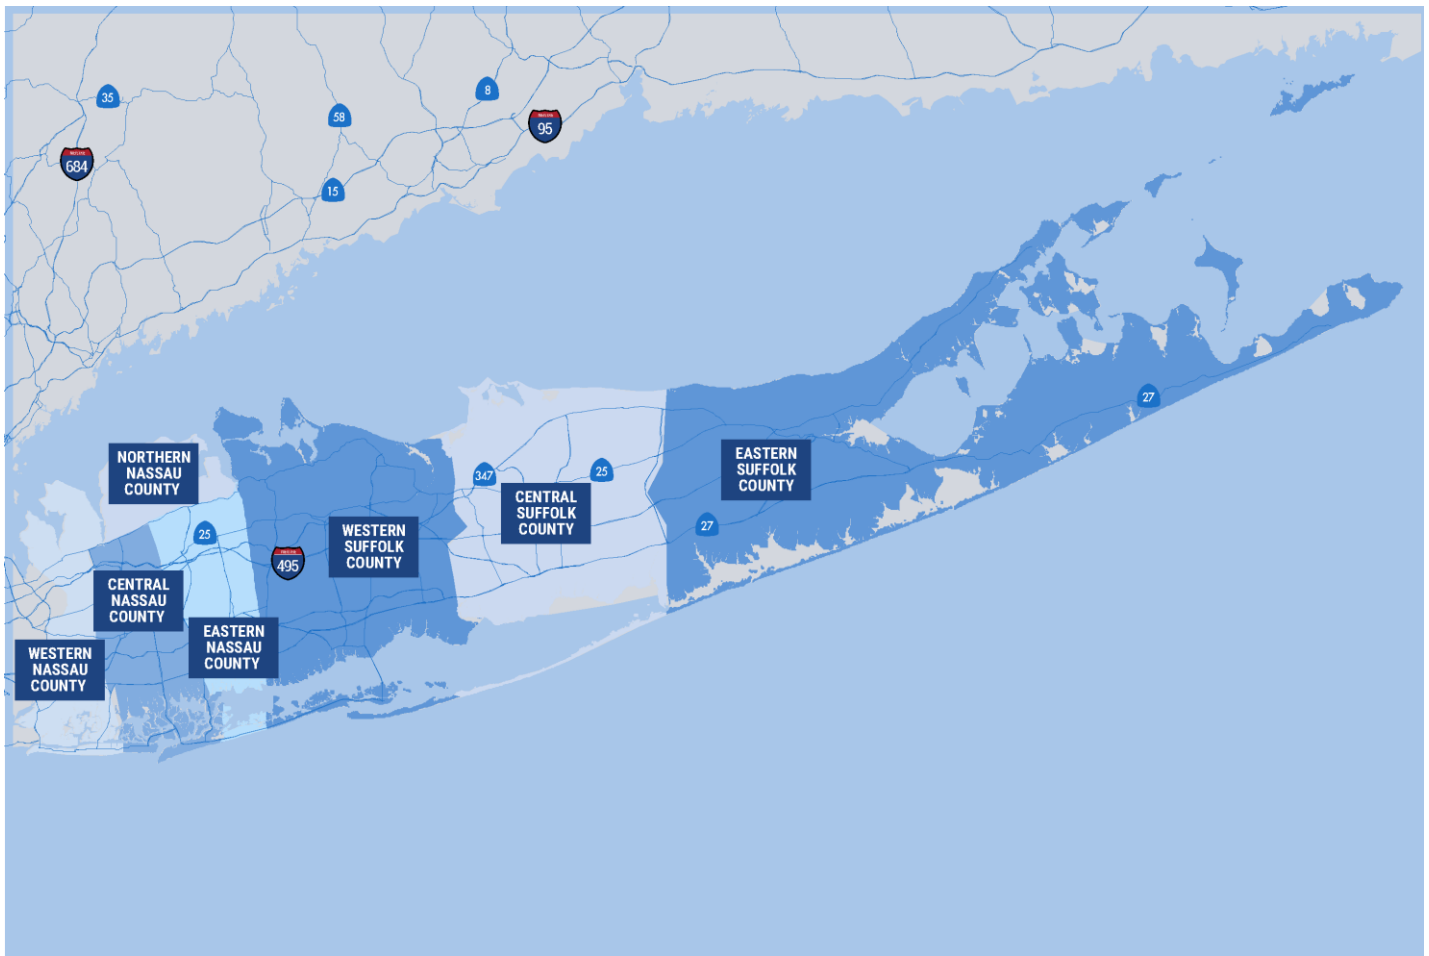 35
8
58
95
684
15
NORTHERN
NASSAU
COUNTY
EASTERN
SUFFOLK
COUNTY
27
347
25
CENTRAL
SUFFOLK
COUNTY
27
25
WESTERN
SUFFOLK
COUNTY
495
CENTRAL
NASSAU
COUNTY
EASTERN
NASSAU
COUNTY
WESTERN
NASSAU
COUNTY